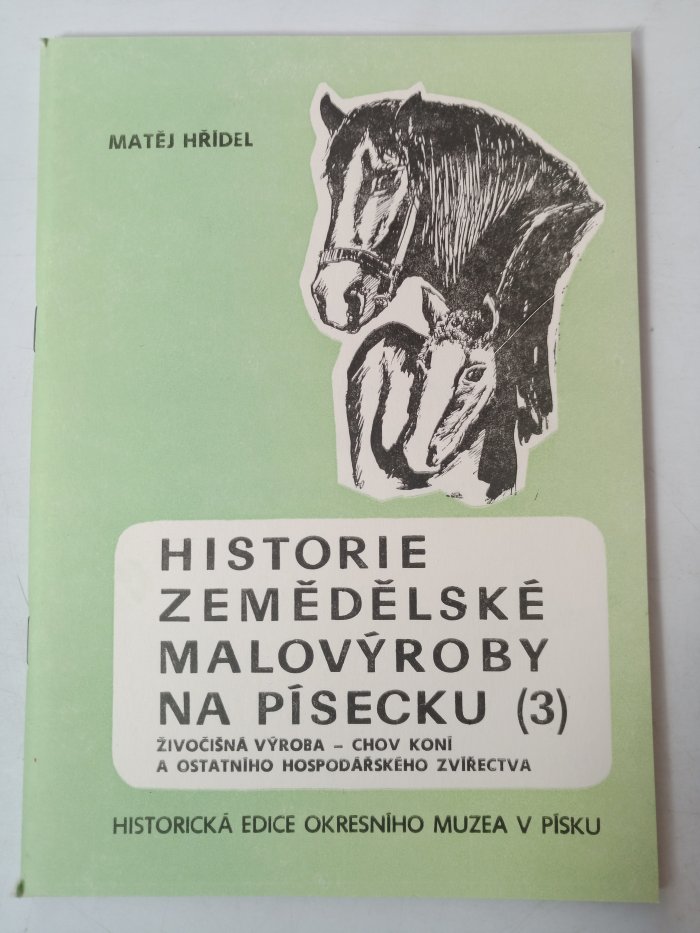 MATĚJ HŘÍDEL
HISTORIE
ZEMĚDĚLSKÉ
MALOVÝROBY
NA PÍSECKU (3)
ŽIVOČIŠNÁ VÝROBA – CHOV KONÍ
A OSTATNÍHO HOSPODÁŘSKÉHO ZVÍŘECTVA
HISTORICKÁ EDICE OKRESNÍHO MUZEA V PÍSKU